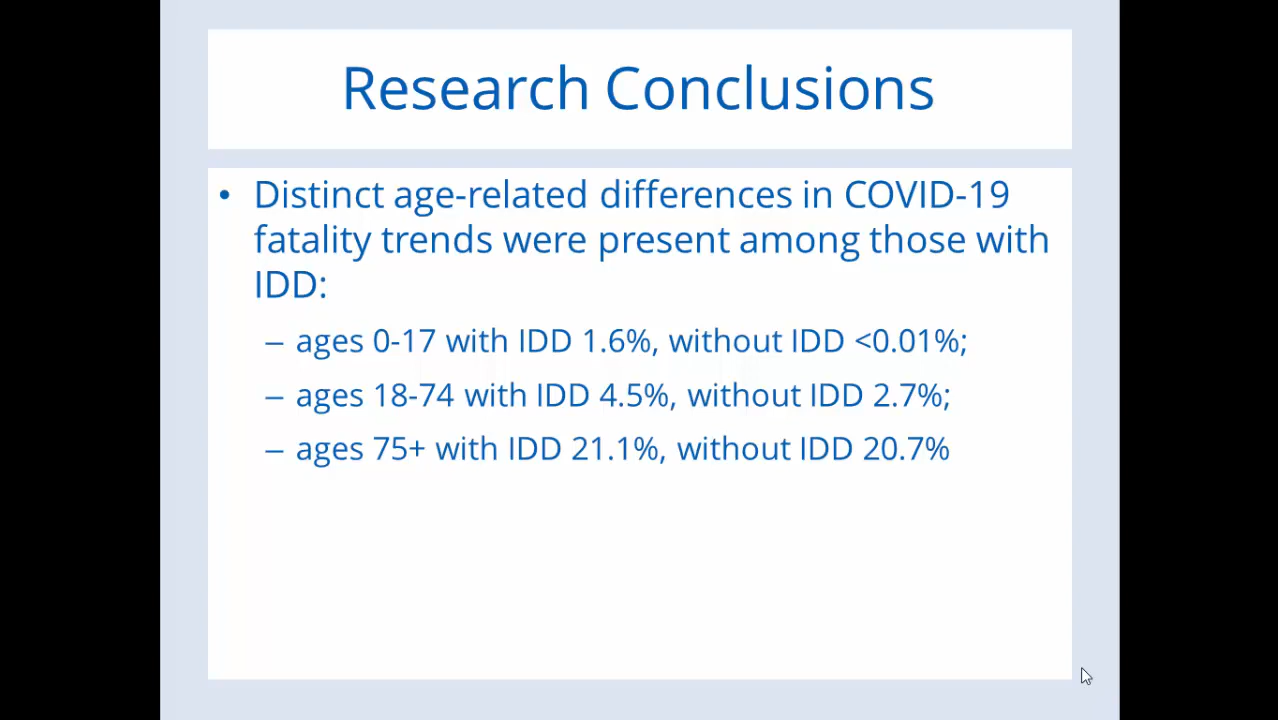 Research Conclusions
• Distinct age-related differences in COVID-19
fatality trends were present among those with
IDD:
– ages 0-17 with IDD 1.6%, without IDD <0.01%;
– ages 18-74 with IDD 4.5%, without IDD 2.7%;
– ages 75+ with IDD 21.1%, without IDD 20.7%